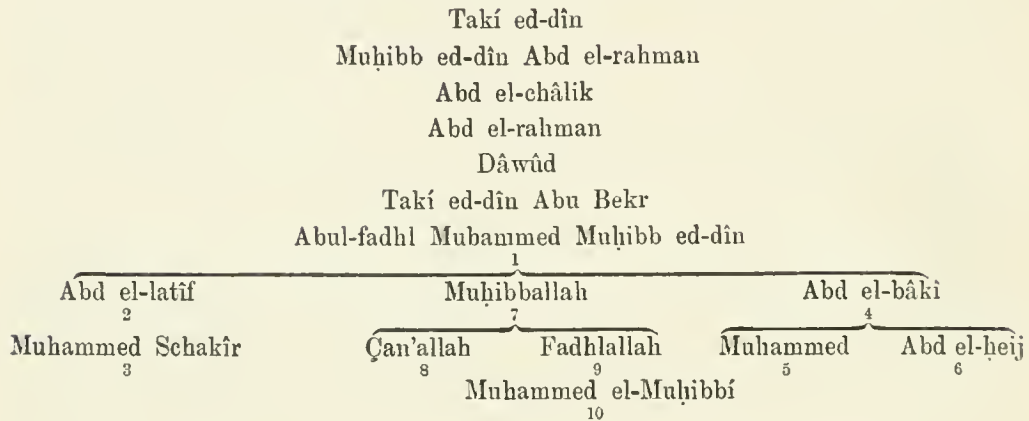 Takí ed-dîn
Muḥibb ed-dîn Abd el-rahman
Abd el-châlik
Abd el-rahman
Dâwûd
Takí ed-dîn Abu Bekr
Abul-fadhl Muhammed Muḥibb ed-dîn
1
Abd el-latîf Muḥibballah Abd el-bâki
2 7 4
Muhammed Schakîr Çan'allah Fadhlallah Muhammed Abd el-ḥeij
3 8 9 5 6
Muhammed el-Muḥibbí
10